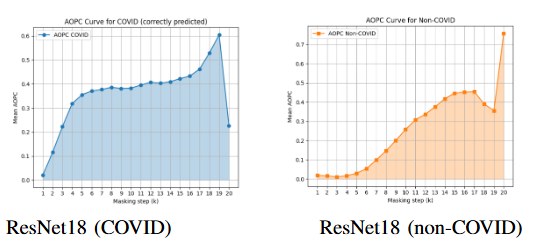 AOPC Curve for COVID (correctly predicted)
AOPC COVID
Mean AOPC
0.6
0.5
0.4
0.3
0.2
0.1
0.0
1 2 3 4 5 6 7 8 9 10 11 12 13 14 15 16 17 18 19 20
Masking step (k)
ResNet18 (COVID)
AOPC Curve for Non-COVID
AOPC Non-COVID
Mean AOPC
0.7
0.6
0.5
0.4
0.3
0.2
0.1
0.0
1 2 3 4 5 6 7 8 9 10 11 12 13 14 15 16 17 18 19 20
Masking step (k)
ResNet18 (non-COVID)